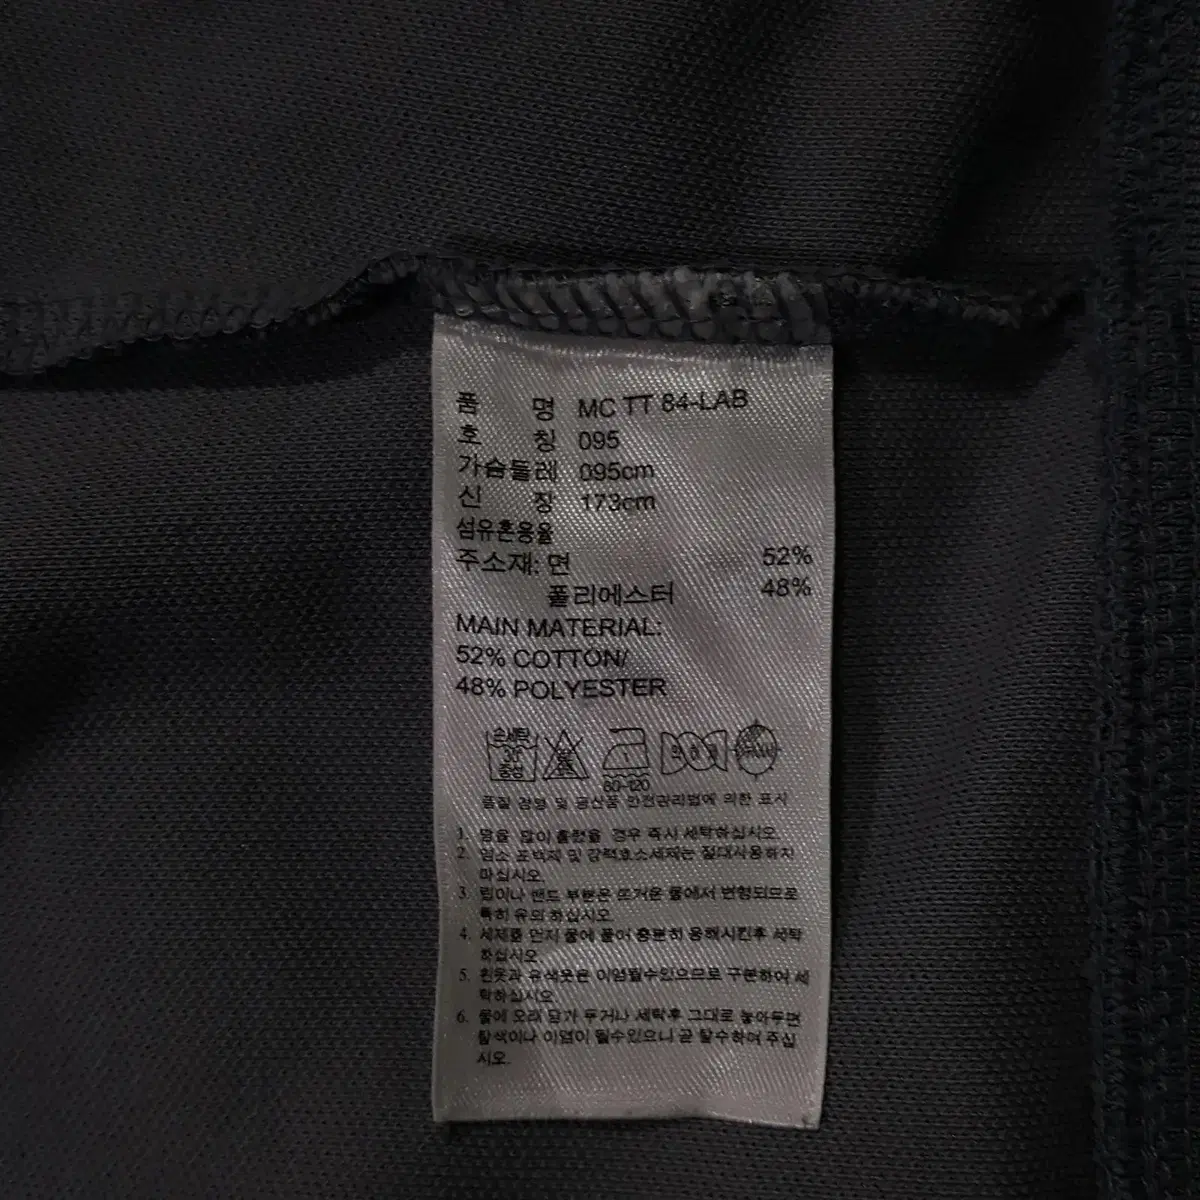 품 명 MC TT 84-LAB
호 칭 095
가슴둘레 095cm
신 장 173cm
섬유혼용율
주소재: 면 52%
폴리에스터 48%
MAIN MATERIAL:
52% COTTON/
48% POLYESTER
손세탁
중성
80~120
품질 경영 및 공산품 안전관리법에 의한 표시
1. 땀을 많이 흘렸을 경우 즉시 세탁하십시오.
2. 염소 표백제 및 강력효소세제는 절대사용하지
마십시오.
3. 립이나 밴드 부분은 뜨거운 물에서 변형되므로
특히 유의 하십시오.
4. 세제를 먼저 물에 풀어 충분히 용해시킨후 세탁
하십시오.
5. 흰옷과 유색옷은 이염될수있으므로 구분하여 세
탁하십시오.
6. 물에 오래 담가 두거나 세탁후 그대로 놓아두면
탈색이나 이염이 될수있으니 곧 탈수하여 주십
시오.